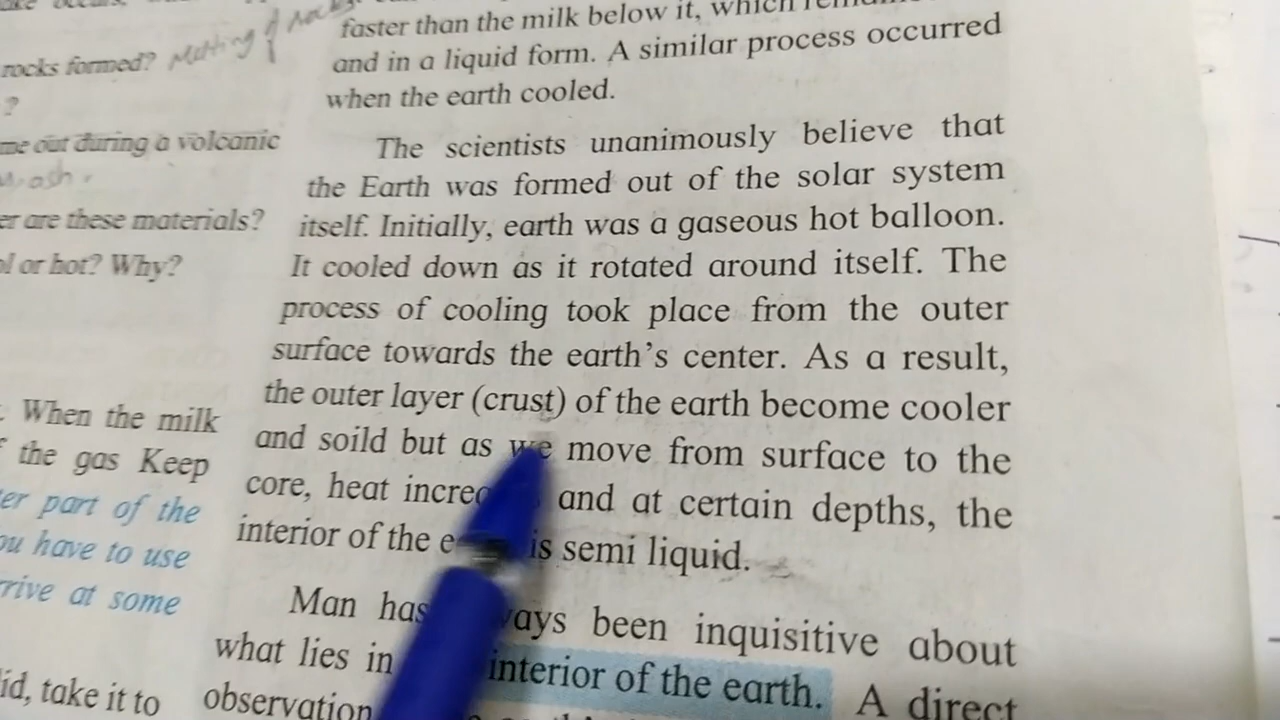 rocks formed? Melting of rocks
?
me out during a volcanic
ash.
er are these materials?
ol or hot? Why?
When the milk
the gas Keep
er part of the
ou have to use
rrive at some
id, take it to
faster than the milk below it, which
and in a liquid form. A similar process occurred
when the earth cooled.
The scientists unanimously believe that
the Earth was formed out of the solar system
itself. Initially, earth was a gaseous hot balloon.
It cooled down as it rotated around itself. The
process of cooling took place from the outer
surface towards the earth's center. As a result,
the outer layer (crust) of the earth become cooler
and soild but as we move from surface to the
core, heat and at certain depths, the
interior of the is semi liquid.
Man has been inquisitive about
what lies in interior of the earth. A direct
observation